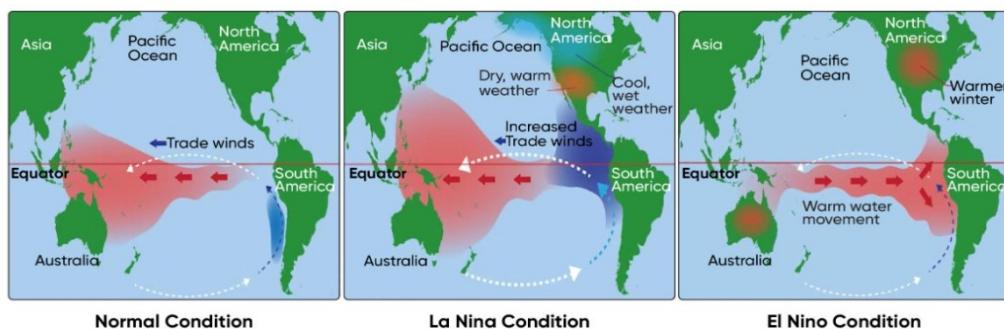 Asia
Pacific
Ocean
North
America
Trade winds
Equator
South
America
Australia
Normal Condition
Pacific Ocean
North
America
Dry, warm
weather
Cool,
wet
weather
Increased
Trade winds
Equator
South
America
Australia
La Nina Condition
Asia
Pacific
Ocean
North
America
Warmer
winter
Equator
South
America
Warm water
movement
Australia
El Nino Condition